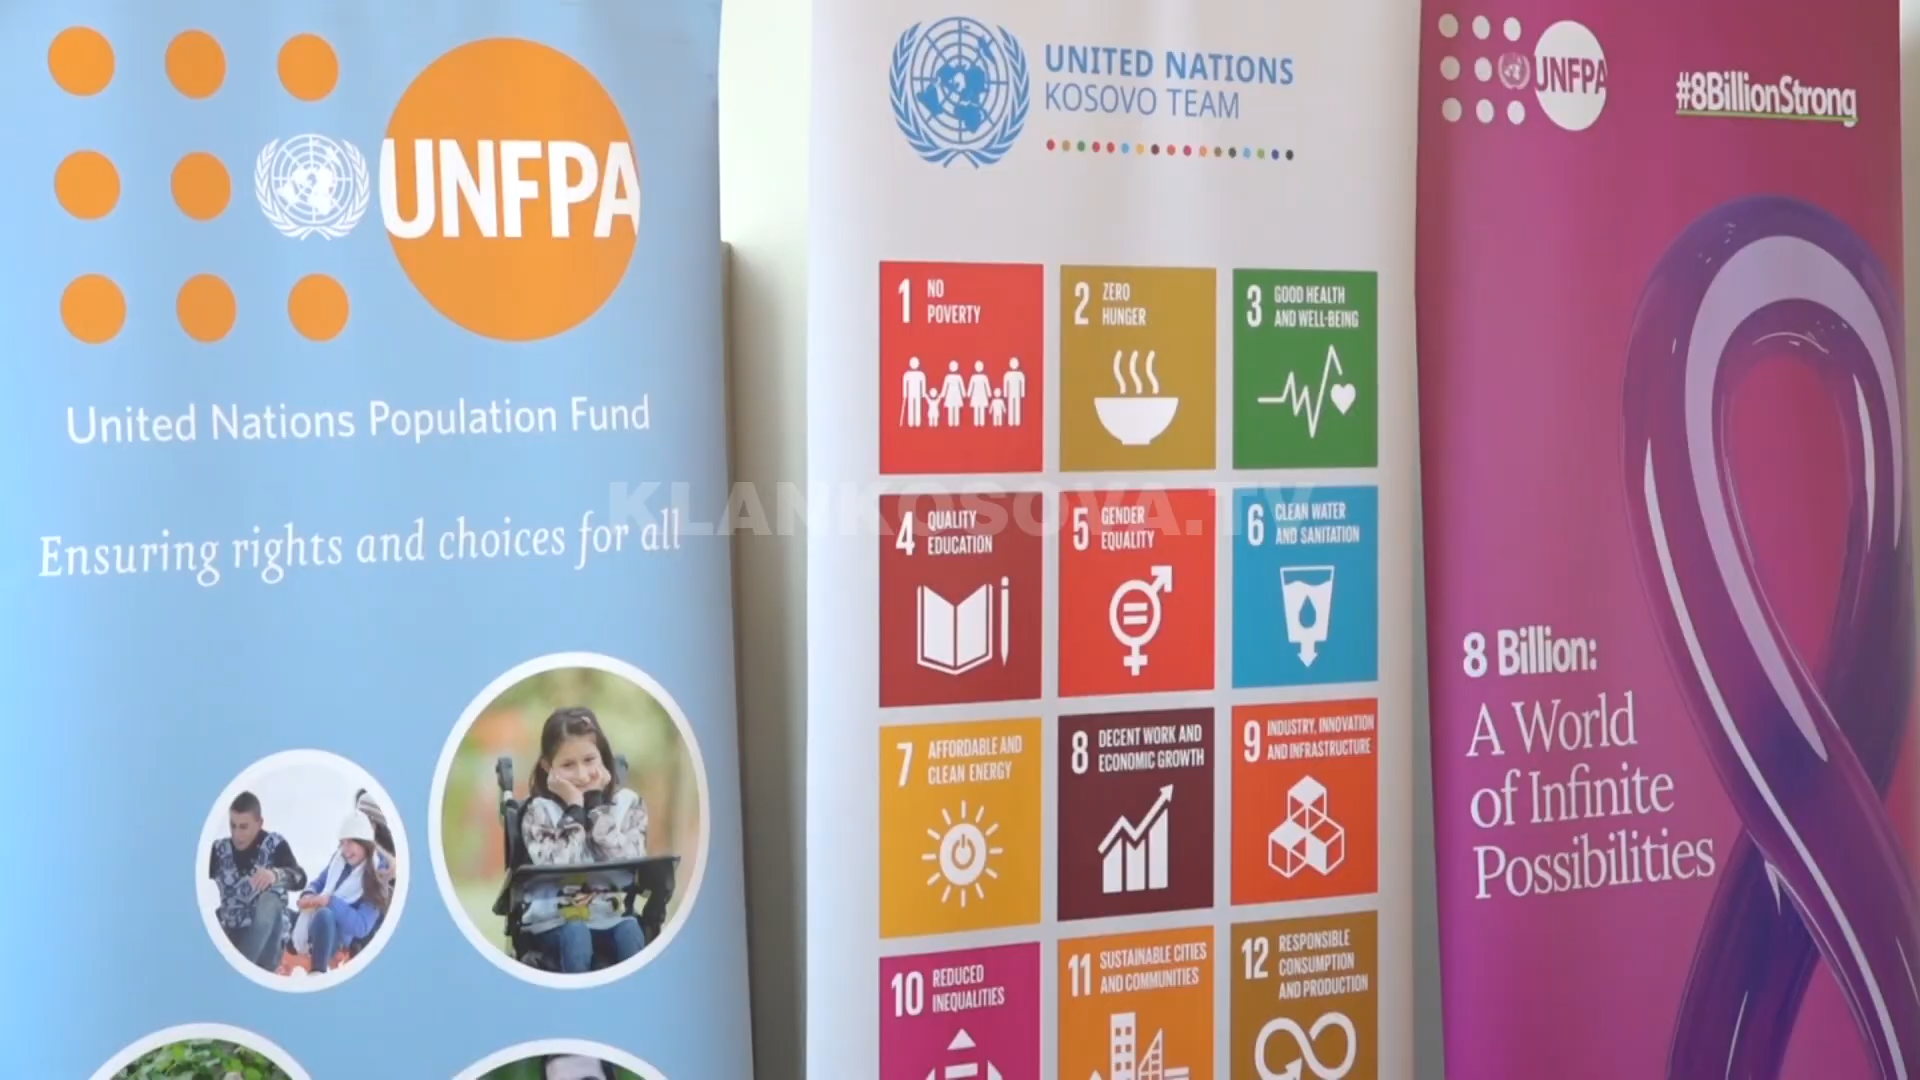 UNFPA
United Nations Population Fund
Ensuring rights and choices for all
UNITED NATIONS
KOSOVO TEAM
1 NO
POVERTY
2 ZERO
HUNGER
3 GOOD HEALTH
AND WELL-BEING
4 QUALITY
EDUCATION
5 GENDER
EQUALITY
6 CLEAN WATER
AND SANITATION
7 AFFORDABLE AND
CLEAN ENERGY
8 DECENT WORK AND
ECONOMIC GROWTH
9 INDUSTRY, INNOVATION
AND INFRASTRUCTURE
10 REDUCED
INEQUALITIES
11 SUSTAINABLE CITIES
AND COMMUNITIES
12 RESPONSIBLE
CONSUMPTION
AND PRODUCTION
UNFPA
#8BillionStrong
8 Billion:
A World
of Infinite
Possibilities
KLANKOSOVA.TV